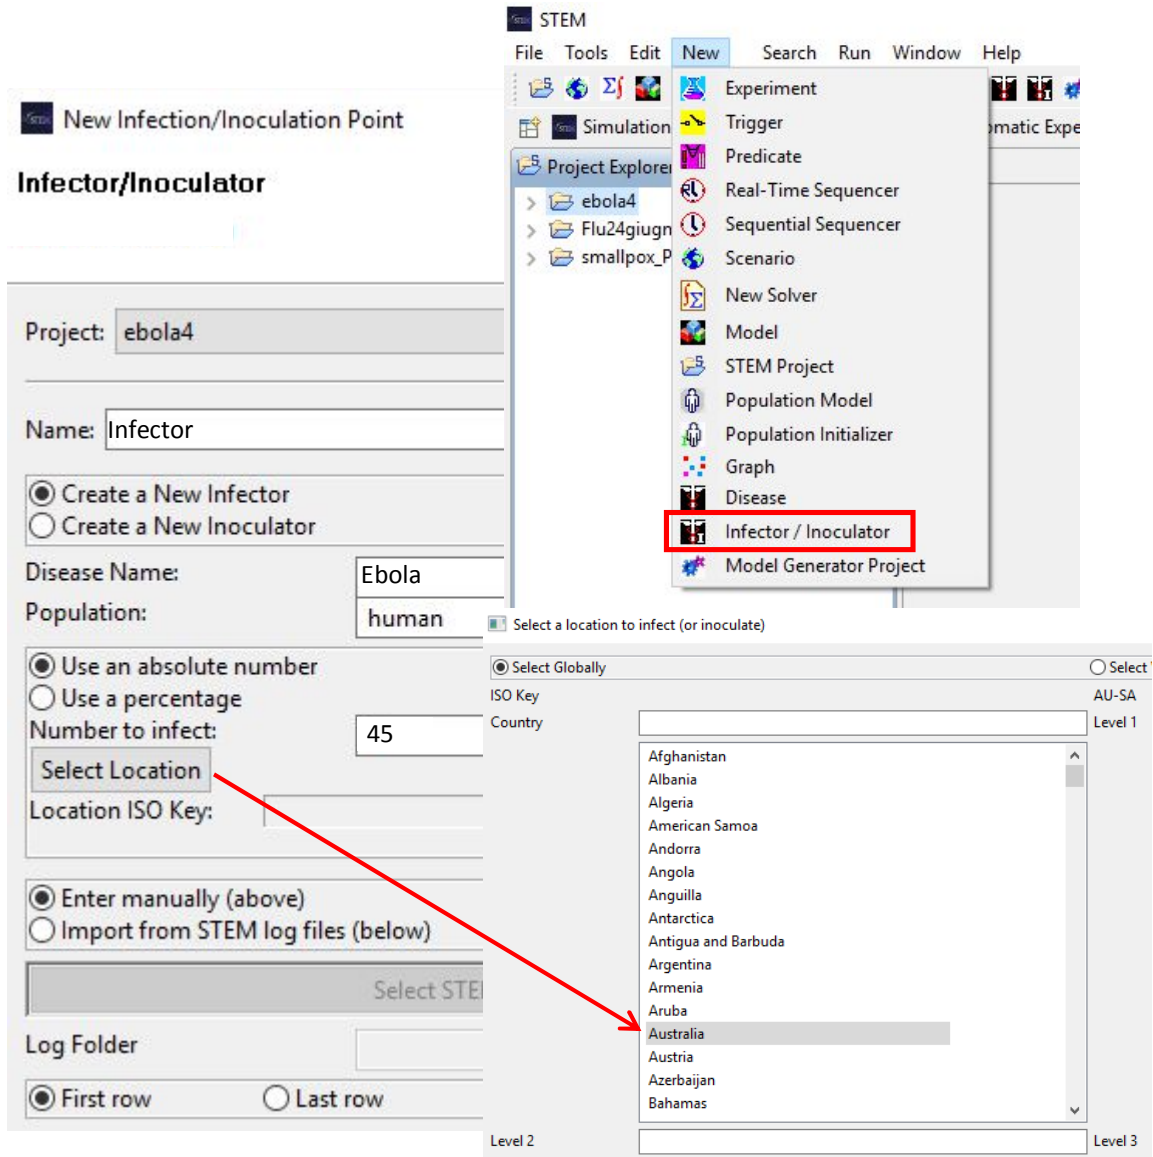 STEM
File Tools Edit New Search Run Window Help
Simulation
Project Explorer
ebola4
Flu24giugn
smallpox_P
Experiment
Trigger
Predicate
Real-Time Sequencer
Sequential Sequencer
Scenario
New Solver
Model
STEM Project
Population Model
Population Initializer
Graph
Disease
Infector / Inoculator
Model Generator Project
omatic Expe
New Infection/Inoculation Point
Infector/Inoculator
Project: ebola4
Name: Infector
Create a New Infector
Create a New Inoculator
Disease Name: Ebola
Population: human
Use an absolute number
Use a percentage
Number to infect: 45
Select Location
Location ISO Key:
Enter manually (above)
Import from STEM log files (below)
Select STE
Log Folder
First row Last row
Select a location to infect (or inoculate)
Select Globally Select
ISO Key AU-SA
Country Level 1
Afghanistan
Albania
Algeria
American Samoa
Andorra
Angola
Anguilla
Antarctica
Antigua and Barbuda
Argentina
Armenia
Aruba
Australia
Austria
Azerbaijan
Bahamas
Level 2 Level 3